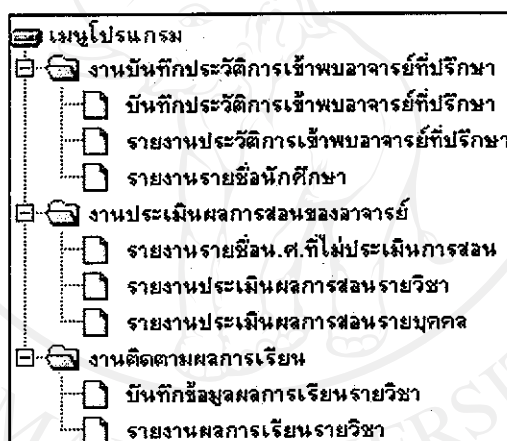 เมนูโปรแกรม
งานบันทึกประวัติการเข้าพบอาจารย์ที่ปรึกษา
บันทึกประวัติการเข้าพบอาจารย์ที่ปรึกษา
รายงานประวัติการเข้าพบอาจารย์ที่ปรึกษา
รายงานรายชื่อนักศึกษา
งานประเมินผลการสอนของอาจารย์
รายงานรายชื่อน.ศ.ที่ไม่ประเมินการสอน
รายงานประเมินผลการสอนรายวิชา
รายงานประเมินผลการสอนรายบุคคล
งานติดตามผลการเรียน
บันทึกข้อมูลผลการเรียนรายวิชา
รายงานผลการเรียนรายวิชา